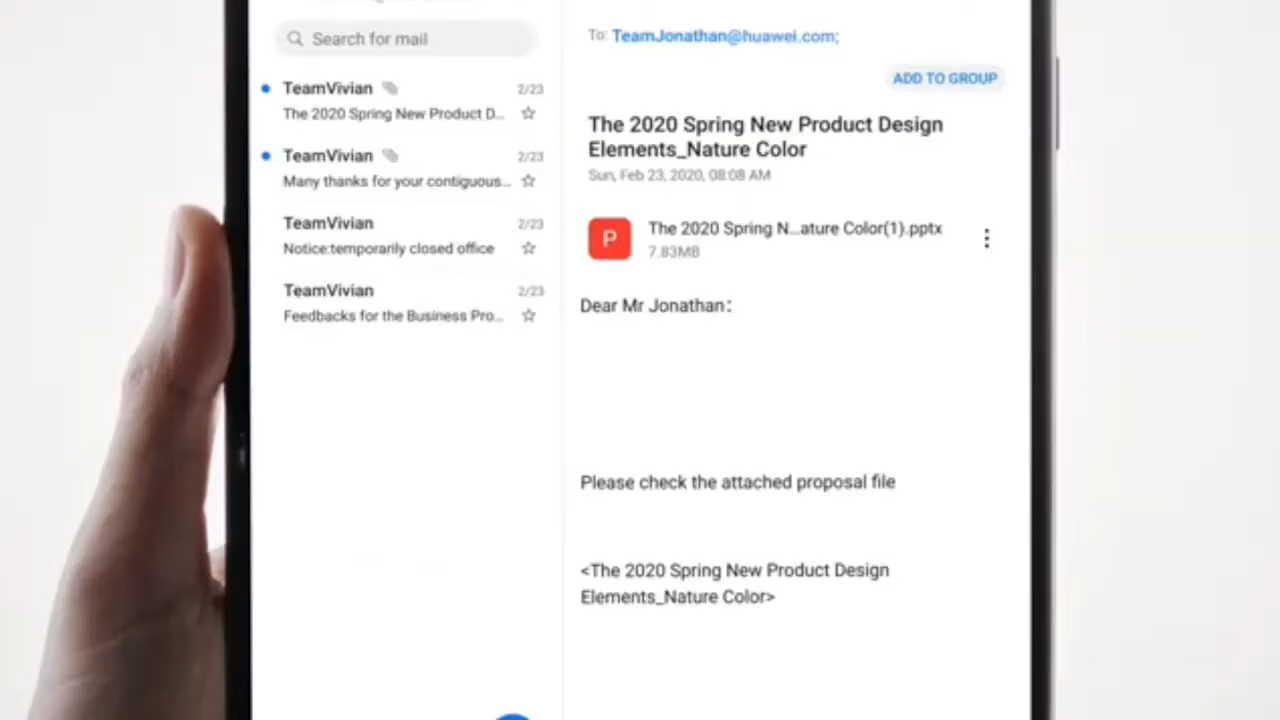 Search for mail
TeamVivian
2/23
The 2020 Spring New Product D...
TeamVivian
2/23
Many thanks for your contiguous...
TeamVivian
2/23
Notice:temporarily closed office
TeamVivian
2/23
Feedbacks for the Business Pro...
To: TeamJonathan@huawei.com;
ADD TO GROUP
The 2020 Spring New Product Design
Elements_Nature Color
Sun, Feb 23, 2020, 08:08 AM
P
The 2020 Spring N...ature Color(1).pptx
7.83MB
Dear Mr Jonathan:
Please check the attached proposal file
<The 2020 Spring New Product Design
Elements_Nature Color>